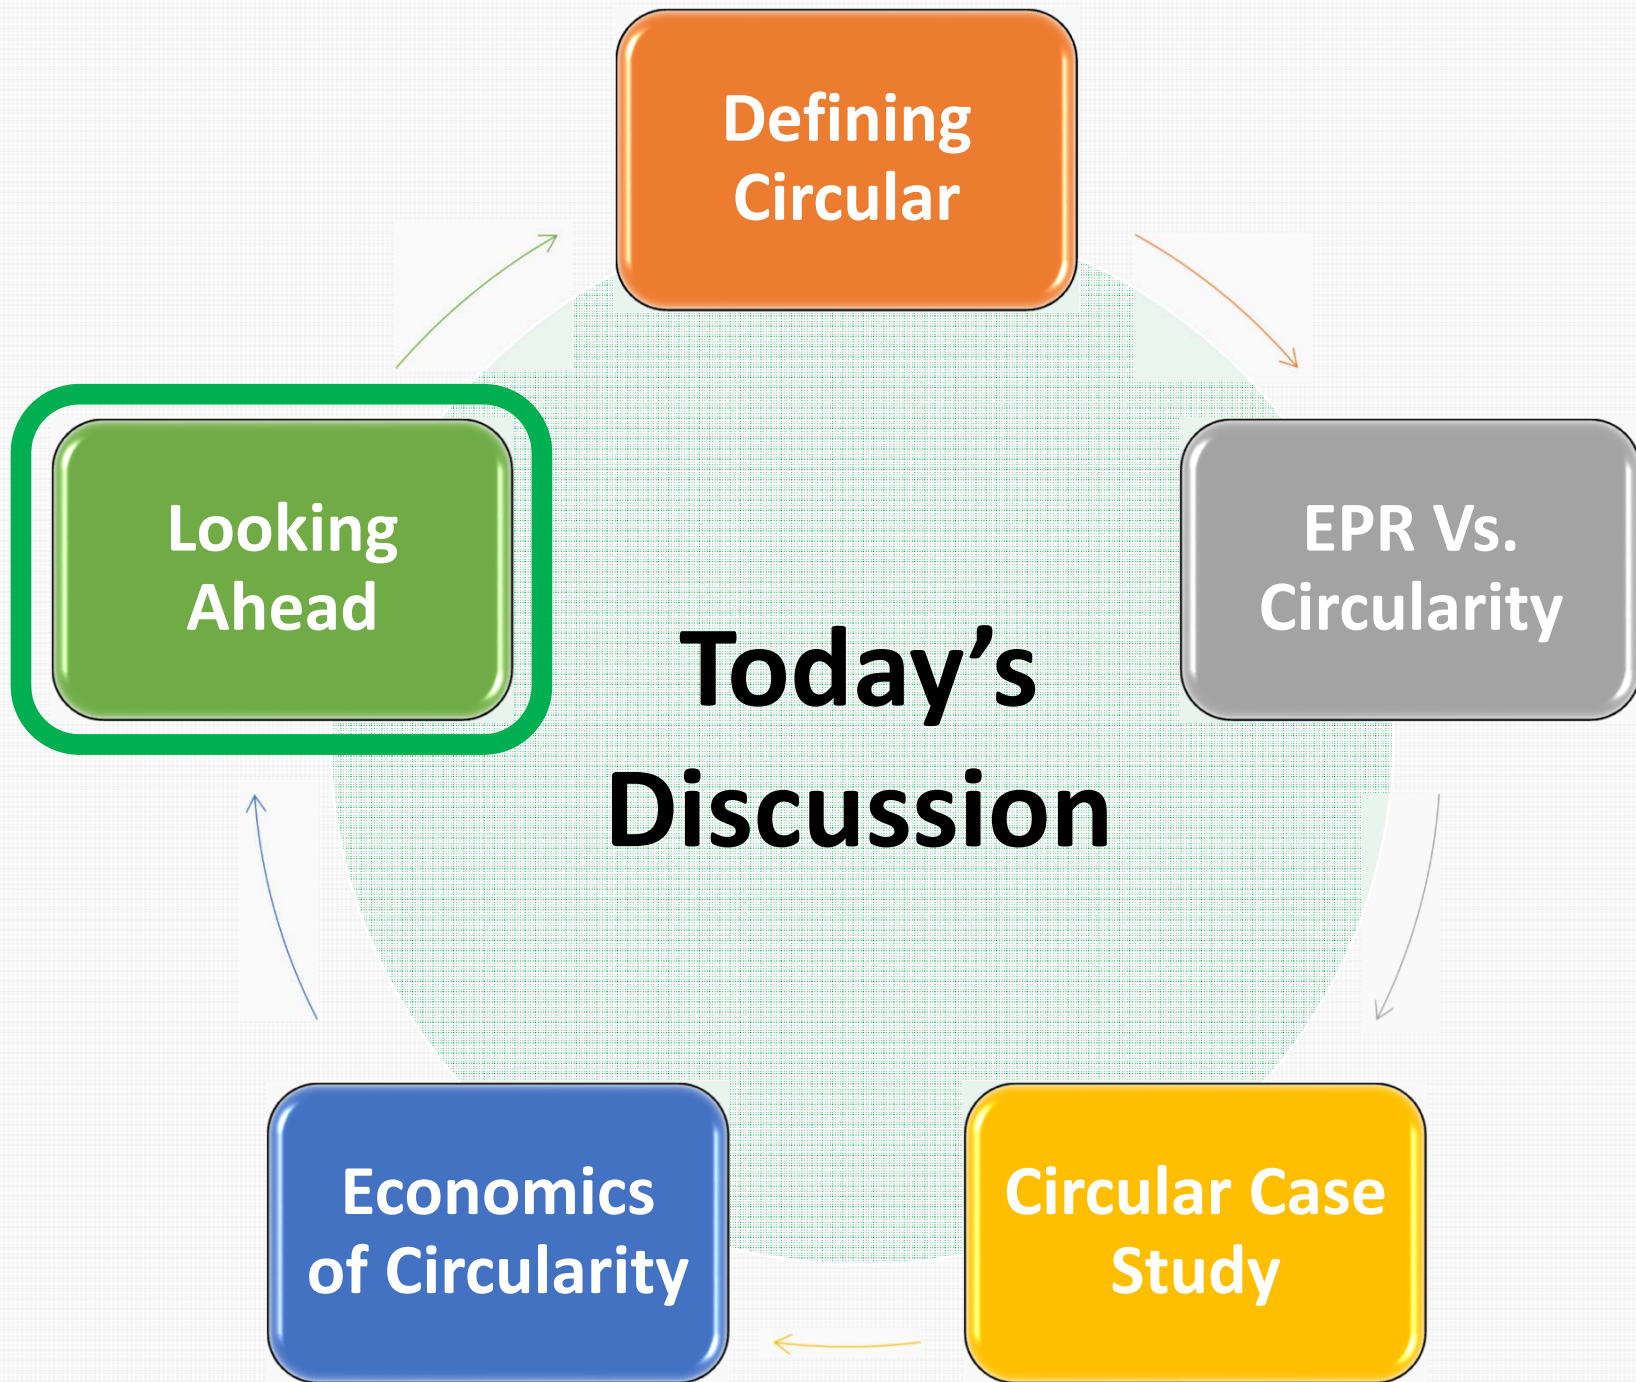 Defining
Circular
EPR Vs.
Circularity
Circular Case
Study
Economics
of Circularity
Looking
Ahead
Today’s
Discussion